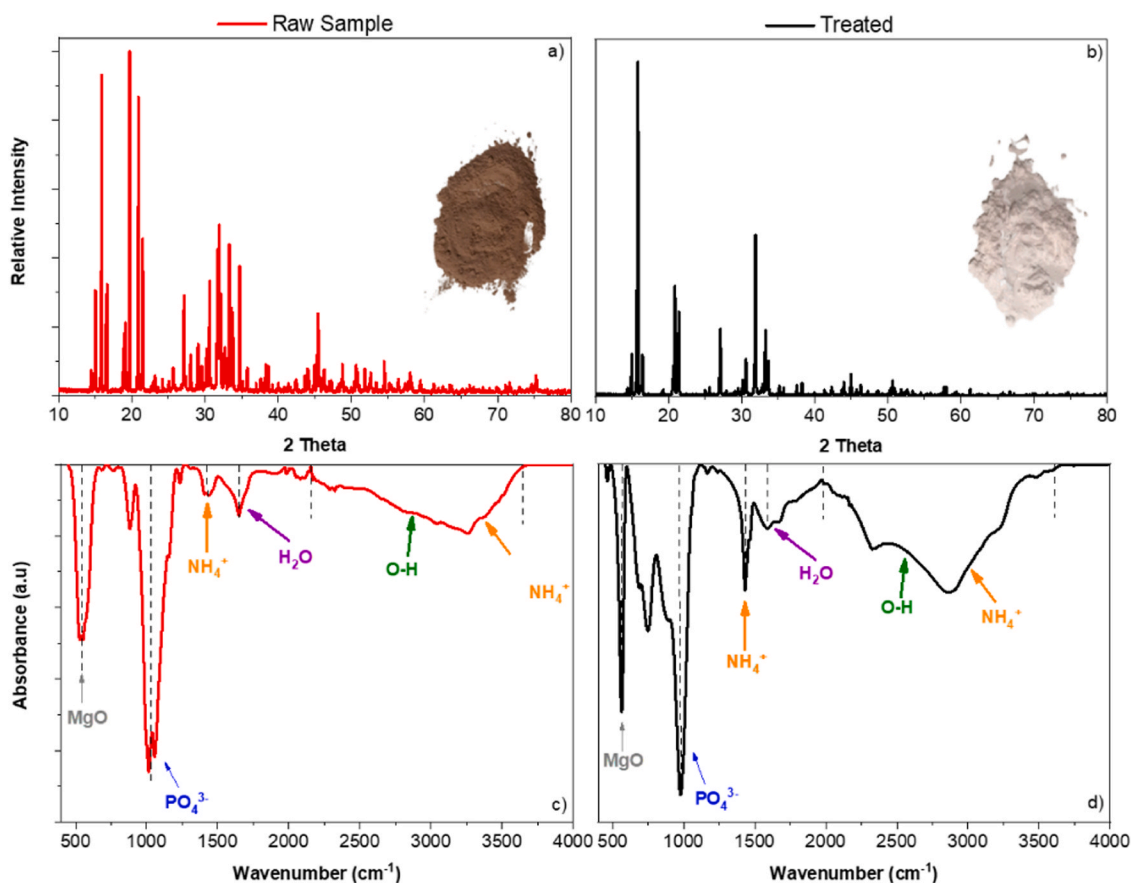 Raw Sample
Treated
a)
b)
Relative Intensity
10 20 30 40 50 60 70 80
10 20 30 40 50 60 70 80
2 Theta
2 Theta
NH₄⁺
H₂O
O-H
NH₄⁺
MgO
PO₄³⁻
c)
NH₄⁺
H₂O
O-H
NH₄⁺
MgO
PO₄³⁻
d)
Absorbance (a.u)
500 1000 1500 2000 2500 3000 3500 4000
500 1000 1500 2000 2500 3000 3500 4000
Wavenumber (cm⁻¹)
Wavenumber (cm⁻¹)